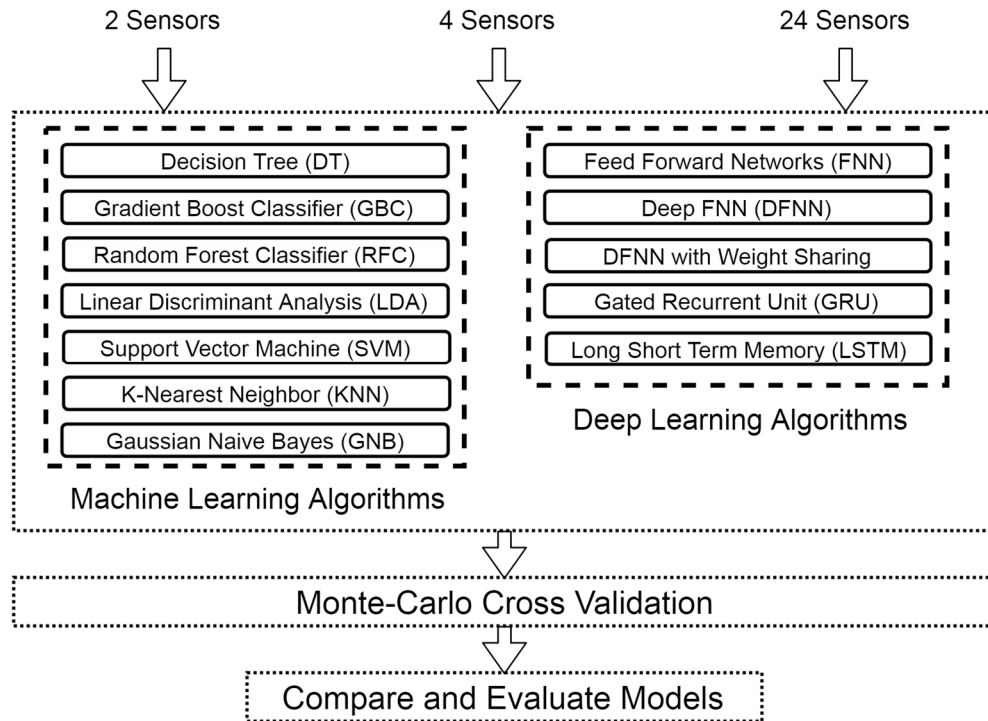 2 Sensors
4 Sensors
24 Sensors
Decision Tree (DT)
Gradient Boost Classifier (GBC)
Random Forest Classifier (RFC)
Linear Discriminant Analysis (LDA)
Support Vector Machine (SVM)
K-Nearest Neighbor (KNN)
Gaussian Naive Bayes (GNB)
Machine Learning Algorithms
Feed Forward Networks (FNN)
Deep FNN (DFNN)
DFNN with Weight Sharing
Gated Recurrent Unit (GRU)
Long Short Term Memory (LSTM)
Deep Learning Algorithms
Monte-Carlo Cross Validation
Compare and Evaluate Models